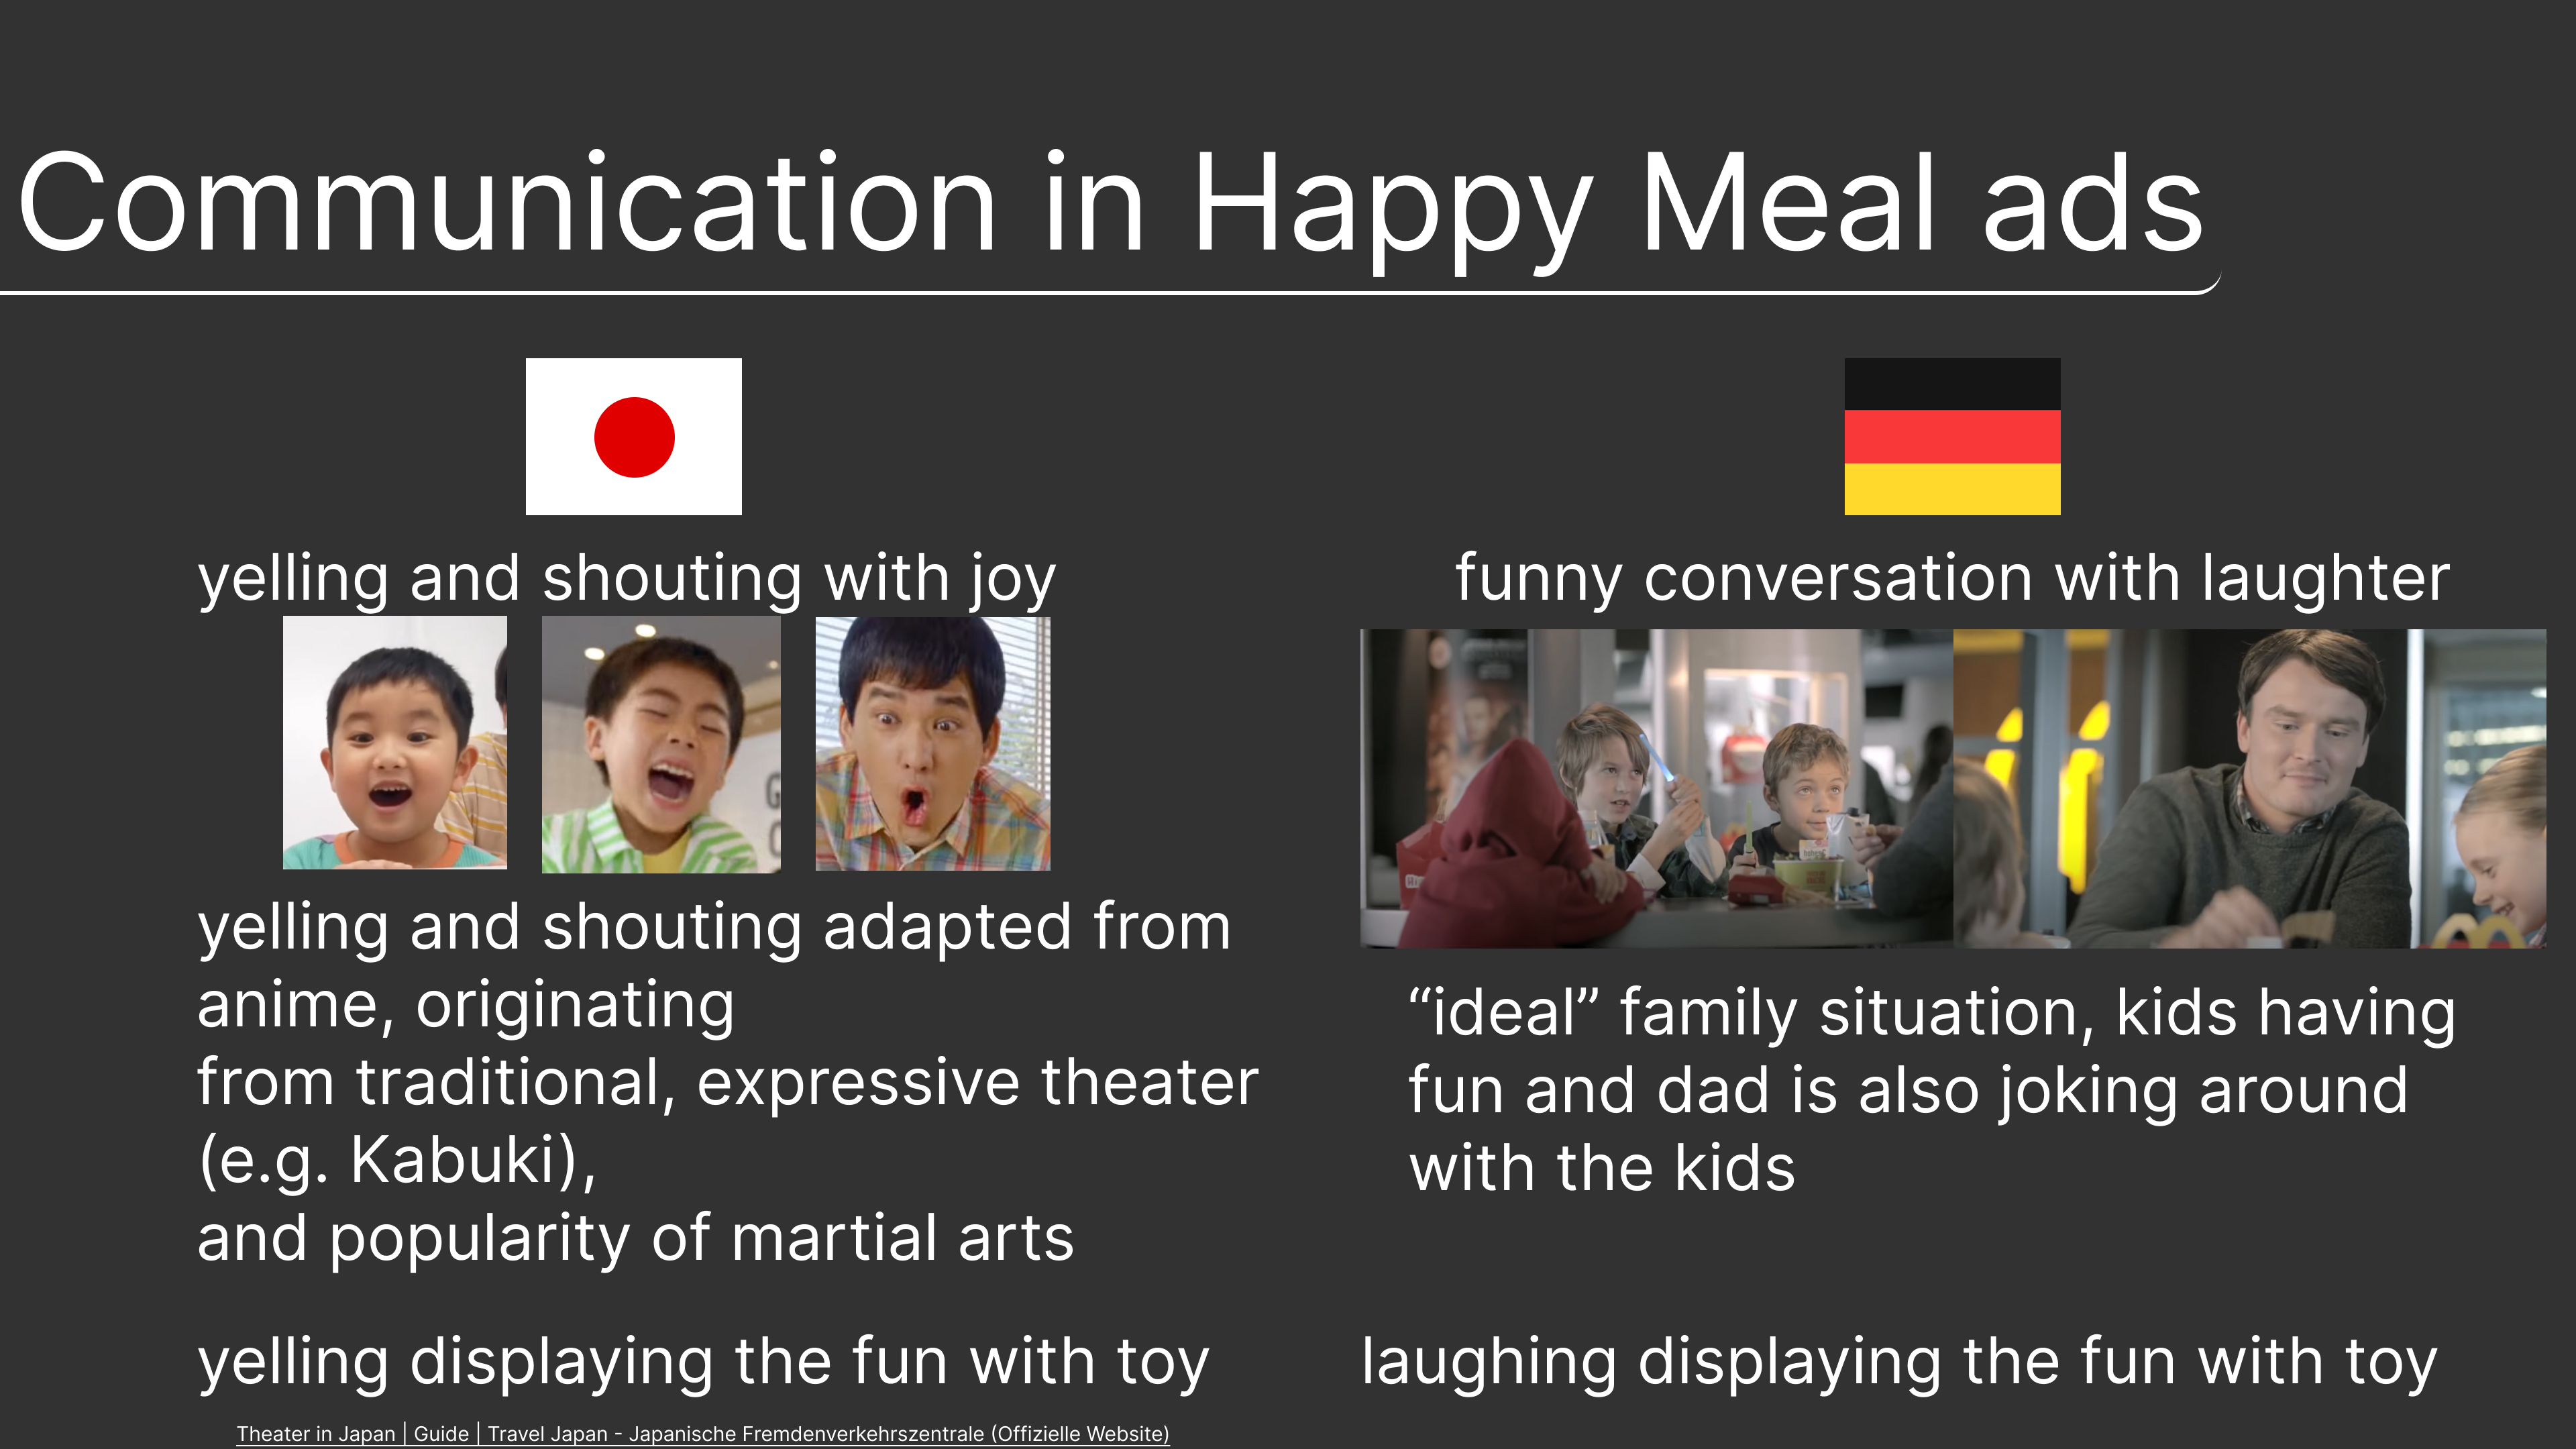 Communication in Happy Meal ads
yelling and shouting with joy
yelling and shouting adapted from
anime, originating
from traditional, expressive theater
(e.g. Kabuki),
and popularity of martial arts
yelling displaying the fun with toy
Theater in Japan | Guide | Travel Japan - Japanische Fremdenverkehrszentrale (Offizielle Website)
funny conversation with laughter
“ideal” family situation, kids having
fun and dad is also joking around
with the kids
laughing displaying the fun with toy